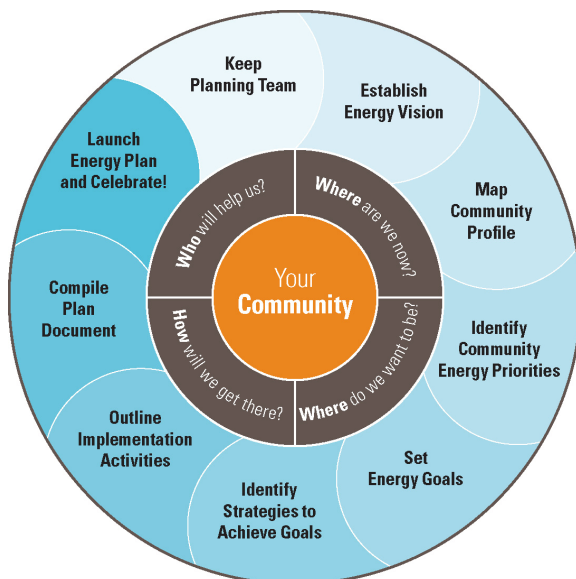 Keep
Planning Team
Establish
Energy Vision
Map
Community
Profile
Identify
Community
Energy Priorities
Set
Energy Goals
Identify
Strategies to
Achieve Goals
Outline
Implementation
Activities
Compile
Plan
Document
Launch
Energy Plan
and Celebrate!
Who will help us?
Where are we now?
Where do we want to be?
How will we get there?
Your
Community